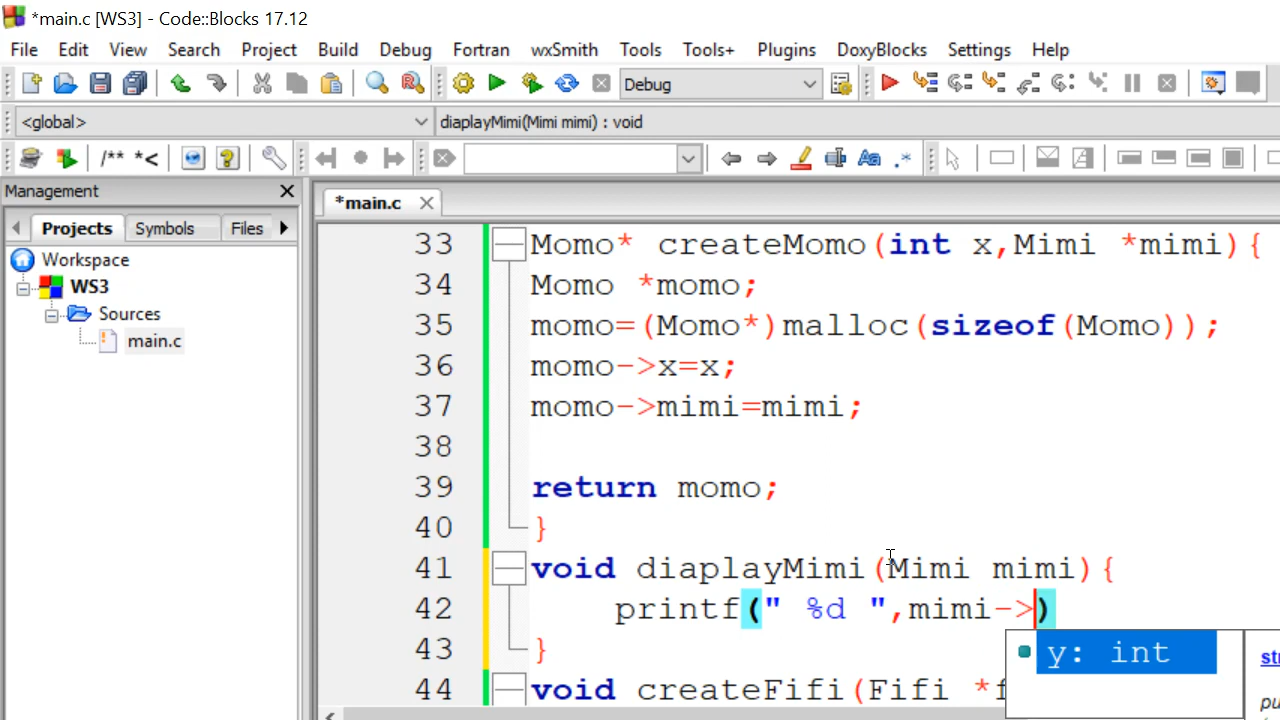 *main.c [WS3] - Code::Blocks 17.12
File Edit View Search Project Build Debug Fortran wxSmith Tools Tools+ Plugins DoxyBlocks Settings Help
Debug
<global> diaplayMimi(Mimi mimi) : void
/** *<
Management
Projects Symbols Files
*main.c
Workspace
WS3
Sources
main.c
33 Momo* createMomo(int x,Mimi *mimi){
34 Momo *momo;
35 momo=(Momo*)malloc(sizeof(Momo));
36 momo->x=x;
37 momo->mimi=mimi;
38
39 return momo;
40 }
41 void diaplayMimi(Mimi mimi){
42 printf(" %d ",mimi->)
43 }
y: int
44 void createFifi(Fifi *f